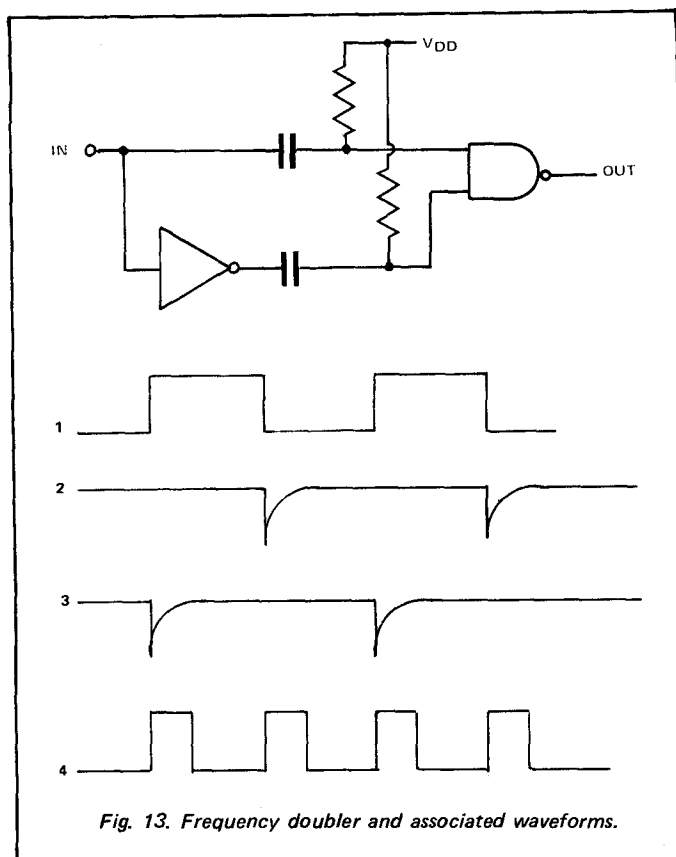 VDD
IN
OUT
1
2
3
4
Fig. 13. Frequency doubler and associated waveforms.